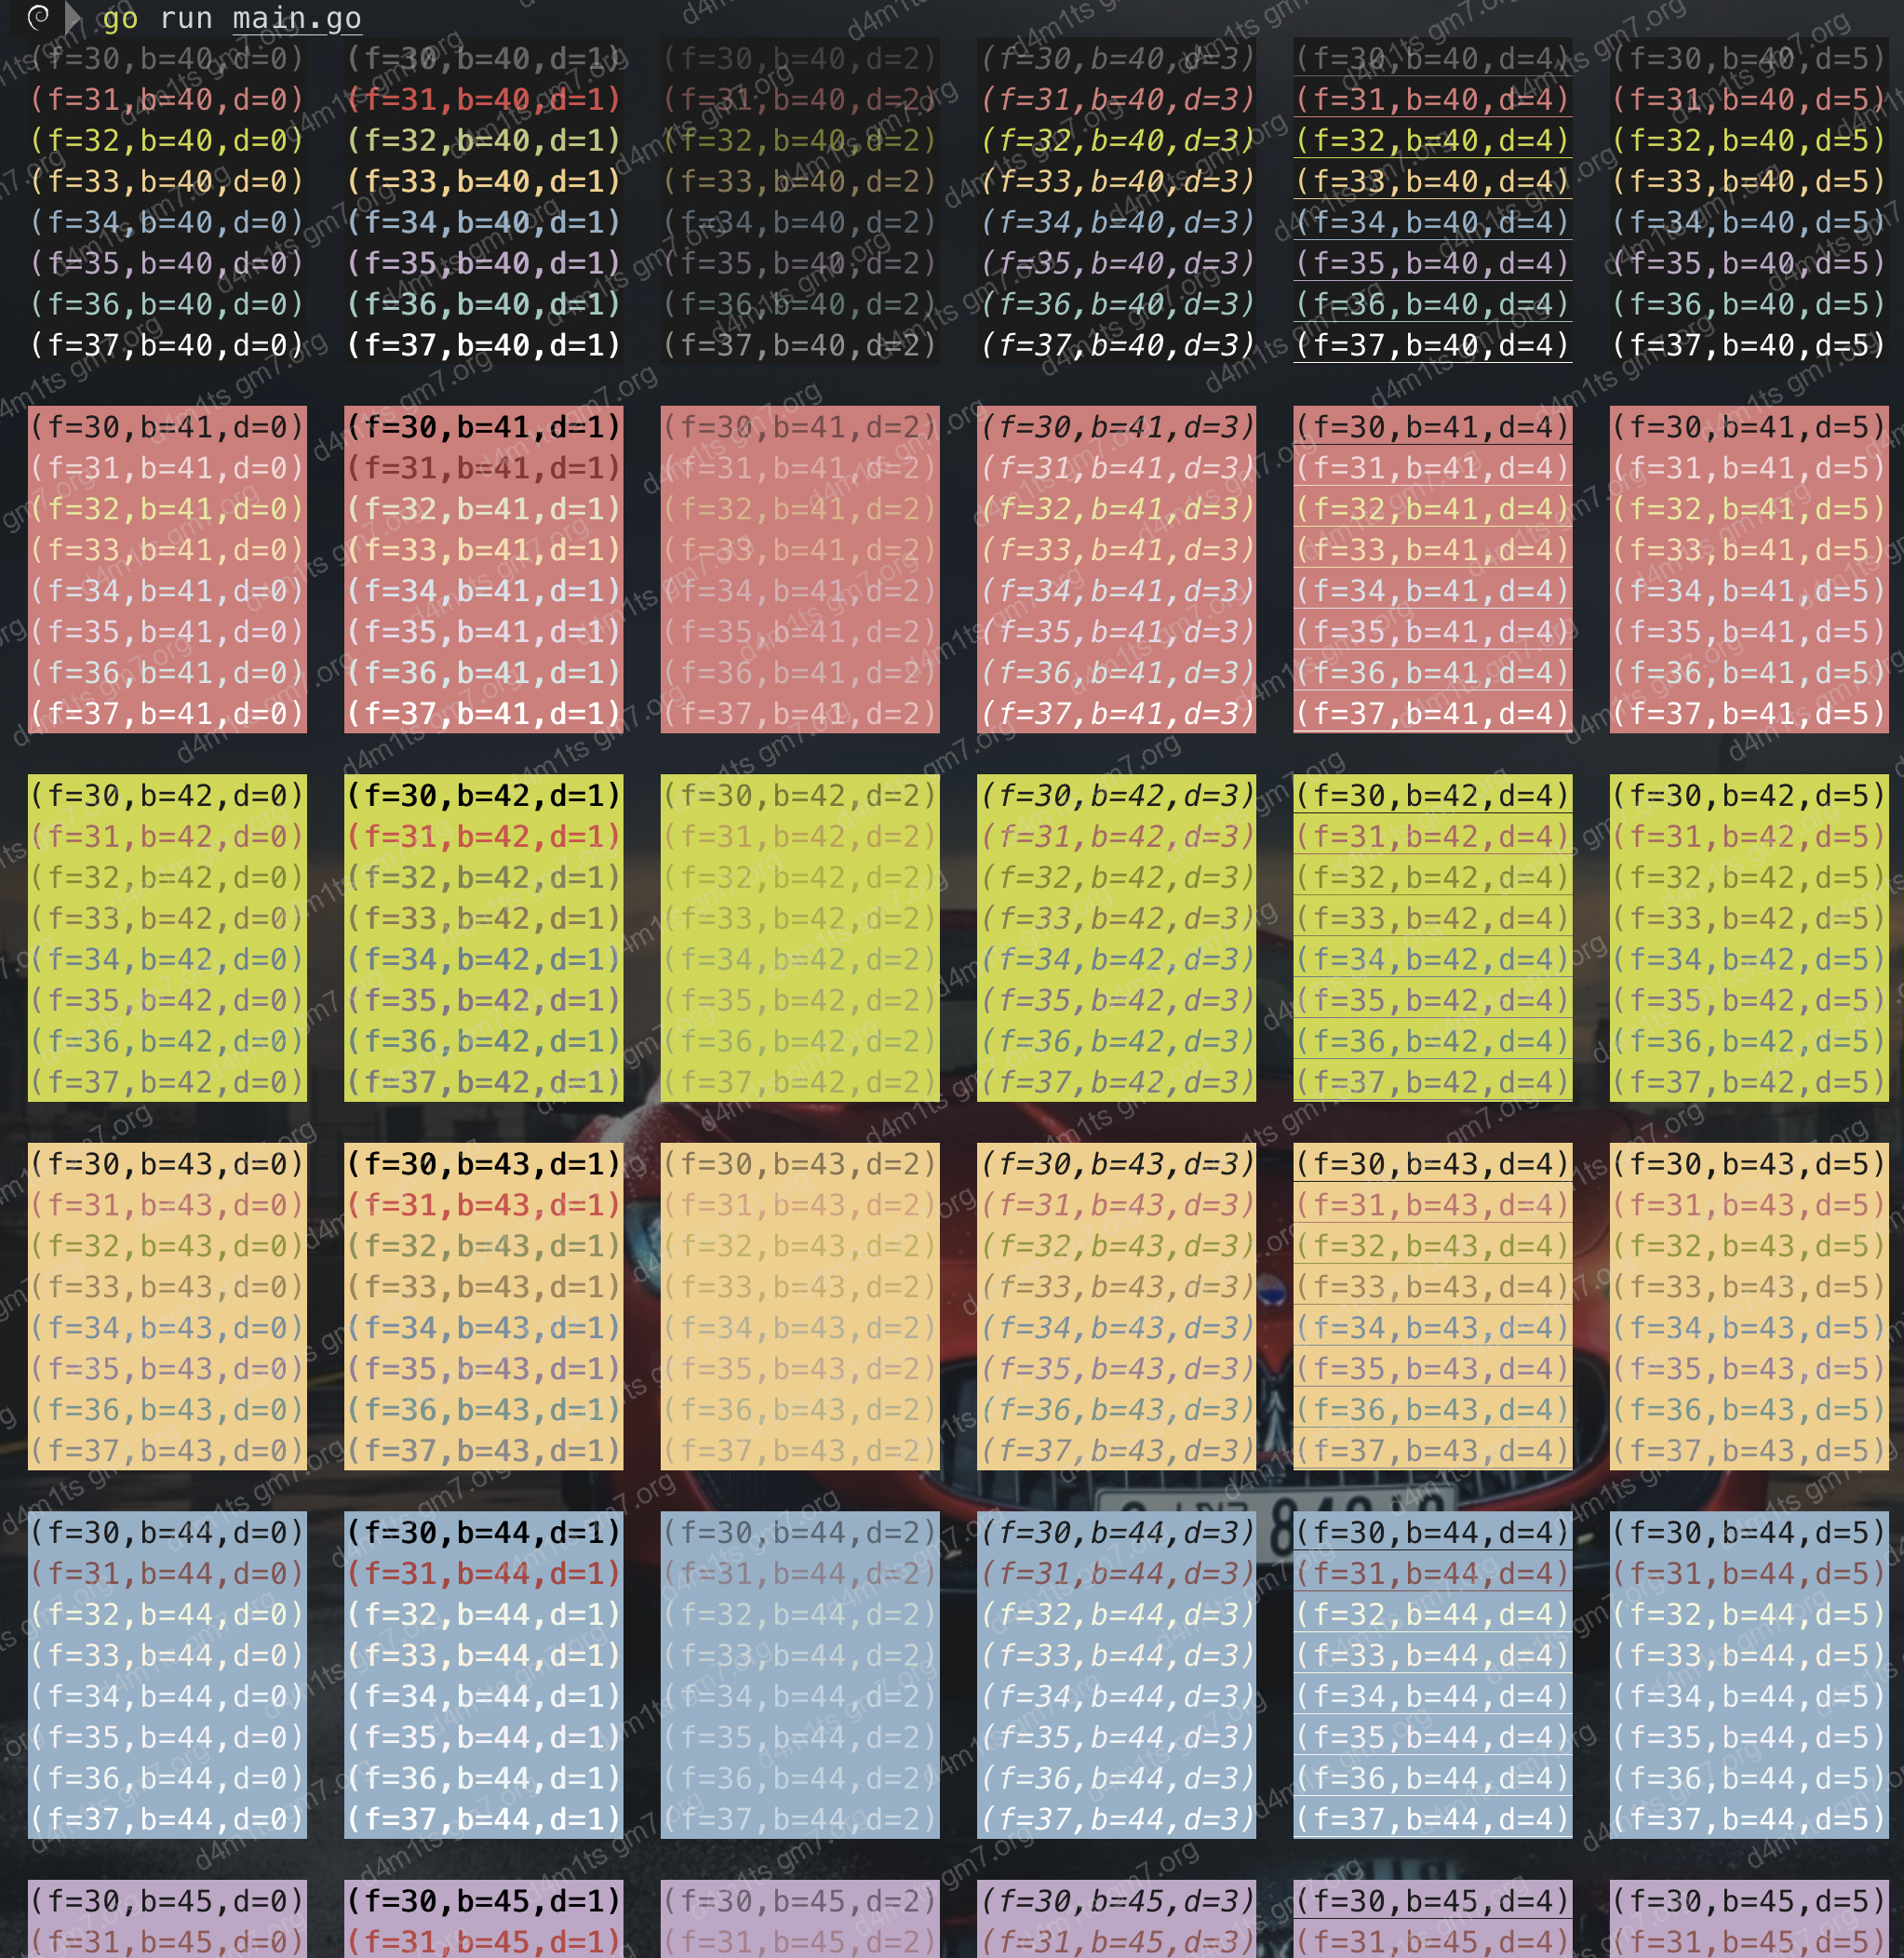 go run main.go
(f=30,b=40,d=0) (f=30,b=40,d=1) (f=30,b=40,d=2) (f=30,b=40,d=3) (f=30,b=40,d=4) (f=30,b=40,d=5)
(f=31,b=40,d=0) (f=31,b=40,d=1) (f=31,b=40,d=2) (f=31,b=40,d=3) (f=31,b=40,d=4) (f=31,b=40,d=5)
(f=32,b=40,d=0) (f=32,b=40,d=1) (f=32,b=40,d=2) (f=32,b=40,d=3) (f=32,b=40,d=4) (f=32,b=40,d=5)
(f=33,b=40,d=0) (f=33,b=40,d=1) (f=33,b=40,d=2) (f=33,b=40,d=3) (f=33,b=40,d=4) (f=33,b=40,d=5)
(f=34,b=40,d=0) (f=34,b=40,d=1) (f=34,b=40,d=2) (f=34,b=40,d=3) (f=34,b=40,d=4) (f=34,b=40,d=5)
(f=35,b=40,d=0) (f=35,b=40,d=1) (f=35,b=40,d=2) (f=35,b=40,d=3) (f=35,b=40,d=4) (f=35,b=40,d=5)
(f=36,b=40,d=0) (f=36,b=40,d=1) (f=36,b=40,d=2) (f=36,b=40,d=3) (f=36,b=40,d=4) (f=36,b=40,d=5)
(f=37,b=40,d=0) (f=37,b=40,d=1) (f=37,b=40,d=2) (f=37,b=40,d=3) (f=37,b=40,d=4) (f=37,b=40,d=5)
(f=30,b=41,d=0) (f=30,b=41,d=1) (f=30,b=41,d=2) (f=30,b=41,d=3) (f=30,b=41,d=4) (f=30,b=41,d=5)
(f=31,b=41,d=0) (f=31,b=41,d=1) (f=31,b=41,d=2) (f=31,b=41,d=3) (f=31,b=41,d=4) (f=31,b=41,d=5)
(f=32,b=41,d=0) (f=32,b=41,d=1) (f=32,b=41,d=2) (f=32,b=41,d=3) (f=32,b=41,d=4) (f=32,b=41,d=5)
(f=33,b=41,d=0) (f=33,b=41,d=1) (f=33,b=41,d=2) (f=33,b=41,d=3) (f=33,b=41,d=4) (f=33,b=41,d=5)
(f=34,b=41,d=0) (f=34,b=41,d=1) (f=34,b=41,d=2) (f=34,b=41,d=3) (f=34,b=41,d=4) (f=34,b=41,d=5)
(f=35,b=41,d=0) (f=35,b=41,d=1) (f=35,b=41,d=2) (f=35,b=41,d=3) (f=35,b=41,d=4) (f=35,b=41,d=5)
(f=36,b=41,d=0) (f=36,b=41,d=1) (f=36,b=41,d=2) (f=36,b=41,d=3) (f=36,b=41,d=4) (f=36,b=41,d=5)
(f=37,b=41,d=0) (f=37,b=41,d=1) (f=37,b=41,d=2) (f=37,b=41,d=3) (f=37,b=41,d=4) (f=37,b=41,d=5)
(f=30,b=42,d=0) (f=30,b=42,d=1) (f=30,b=42,d=2) (f=30,b=42,d=3) (f=30,b=42,d=4) (f=30,b=42,d=5)
(f=31,b=42,d=0) (f=31,b=42,d=1) (f=31,b=42,d=2) (f=31,b=42,d=3) (f=31,b=42,d=4) (f=31,b=42,d=5)
(f=32,b=42,d=0) (f=32,b=42,d=1) (f=32,b=42,d=2) (f=32,b=42,d=3) (f=32,b=42,d=4) (f=32,b=42,d=5)
(f=33,b=42,d=0) (f=33,b=42,d=1) (f=33,b=42,d=2) (f=33,b=42,d=3) (f=33,b=42,d=4) (f=33,b=42,d=5)
(f=34,b=42,d=0) (f=34,b=42,d=1) (f=34,b=42,d=2) (f=34,b=42,d=3) (f=34,b=42,d=4) (f=34,b=42,d=5)
(f=35,b=42,d=0) (f=35,b=42,d=1) (f=35,b=42,d=2) (f=35,b=42,d=3) (f=35,b=42,d=4) (f=35,b=42,d=5)
(f=36,b=42,d=0) (f=36,b=42,d=1) (f=36,b=42,d=2) (f=36,b=42,d=3) (f=36,b=42,d=4) (f=36,b=42,d=5)
(f=37,b=42,d=0) (f=37,b=42,d=1) (f=37,b=42,d=2) (f=37,b=42,d=3) (f=37,b=42,d=4) (f=37,b=42,d=5)
(f=30,b=43,d=0) (f=30,b=43,d=1) (f=30,b=43,d=2) (f=30,b=43,d=3) (f=30,b=43,d=4) (f=30,b=43,d=5)
(f=31,b=43,d=0) (f=31,b=43,d=1) (f=31,b=43,d=2) (f=31,b=43,d=3) (f=31,b=43,d=4) (f=31,b=43,d=5)
(f=32,b=43,d=0) (f=32,b=43,d=1) (f=32,b=43,d=2) (f=32,b=43,d=3) (f=32,b=43,d=4) (f=32,b=43,d=5)
(f=33,b=43,d=0) (f=33,b=43,d=1) (f=33,b=43,d=2) (f=33,b=43,d=3) (f=33,b=43,d=4) (f=33,b=43,d=5)
(f=34,b=43,d=0) (f=34,b=43,d=1) (f=34,b=43,d=2) (f=34,b=43,d=3) (f=34,b=43,d=4) (f=34,b=43,d=5)
(f=35,b=43,d=0) (f=35,b=43,d=1) (f=35,b=43,d=2) (f=35,b=43,d=3) (f=35,b=43,d=4) (f=35,b=43,d=5)
(f=36,b=43,d=0) (f=36,b=43,d=1) (f=36,b=43,d=2) (f=36,b=43,d=3) (f=36,b=43,d=4) (f=36,b=43,d=5)
(f=37,b=43,d=0) (f=37,b=43,d=1) (f=37,b=43,d=2) (f=37,b=43,d=3) (f=37,b=43,d=4) (f=37,b=43,d=5)
(f=30,b=44,d=0) (f=30,b=44,d=1) (f=30,b=44,d=2) (f=30,b=44,d=3) (f=30,b=44,d=4) (f=30,b=44,d=5)
(f=31,b=44,d=0) (f=31,b=44,d=1) (f=31,b=44,d=2) (f=31,b=44,d=3) (f=31,b=44,d=4) (f=31,b=44,d=5)
(f=32,b=44,d=0) (f=32,b=44,d=1) (f=32,b=44,d=2) (f=32,b=44,d=3) (f=32,b=44,d=4) (f=32,b=44,d=5)
(f=33,b=44,d=0) (f=33,b=44,d=1) (f=33,b=44,d=2) (f=33,b=44,d=3) (f=33,b=44,d=4) (f=33,b=44,d=5)
(f=34,b=44,d=0) (f=34,b=44,d=1) (f=34,b=44,d=2) (f=34,b=44,d=3) (f=34,b=44,d=4) (f=34,b=44,d=5)
(f=35,b=44,d=0) (f=35,b=44,d=1) (f=35,b=44,d=2) (f=35,b=44,d=3) (f=35,b=44,d=4) (f=35,b=44,d=5)
(f=36,b=44,d=0) (f=36,b=44,d=1) (f=36,b=44,d=2) (f=36,b=44,d=3) (f=36,b=44,d=4) (f=36,b=44,d=5)
(f=37,b=44,d=0) (f=37,b=44,d=1) (f=37,b=44,d=2) (f=37,b=44,d=3) (f=37,b=44,d=4) (f=37,b=44,d=5)
(f=30,b=45,d=0) (f=30,b=45,d=1) (f=30,b=45,d=2) (f=30,b=45,d=3) (f=30,b=45,d=4) (f=30,b=45,d=5)
(f=31,b=45,d=0) (f=31,b=45,d=1) (f=31,b=45,d=2) (f=31,b=45,d=3) (f=31,b=45,d=4) (f=31,b=45,d=5)
d4m1ts gm7.org